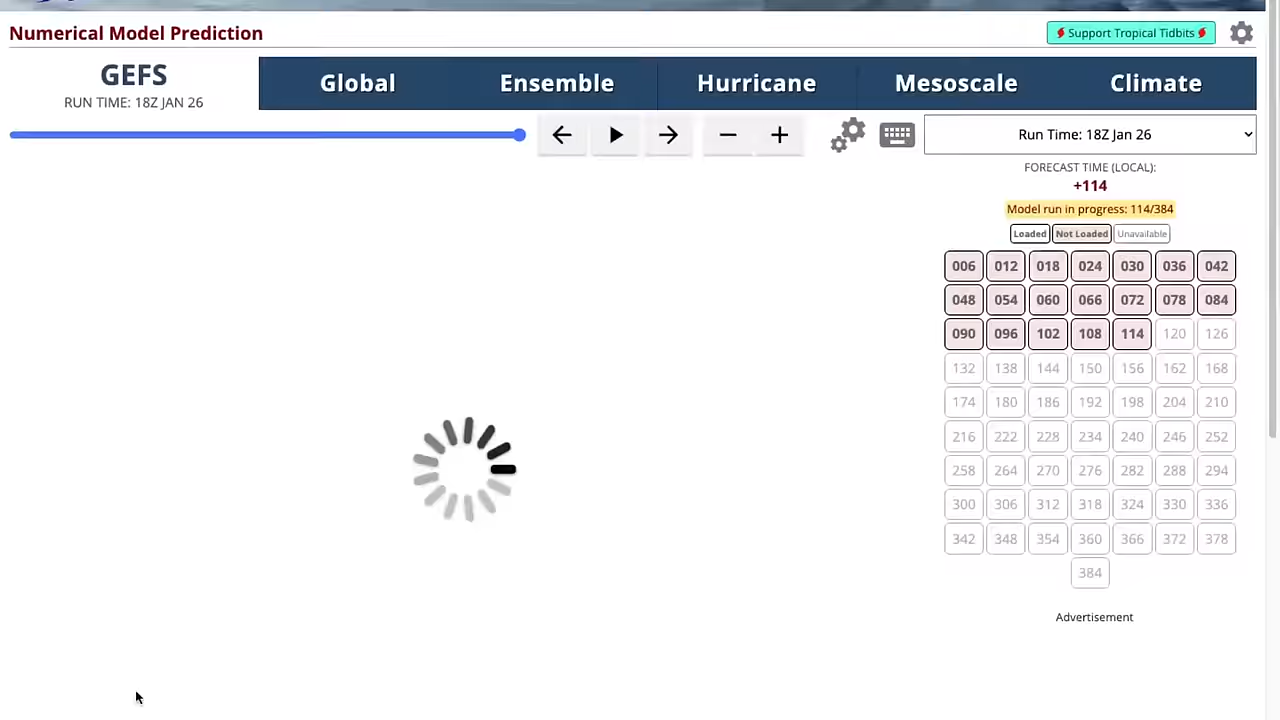 Numerical Model Prediction
Support Tropical Tidbits
GEFS
RUN TIME: 18Z JAN 26
Global
Ensemble
Hurricane
Mesoscale
Climate
Run Time: 18Z Jan 26
FORECAST TIME (LOCAL):
+114
Model run in progress: 114/384
Loaded Not Loaded Unavailable
006 012 018 024 030 036 042
048 054 060 066 072 078 084
090 096 102 108 114 120 126
132 138 144 150 156 162 168
174 180 186 192 198 204 210
216 222 228 234 240 246 252
258 264 270 276 282 288 294
300 306 312 318 324 330 336
342 348 354 360 366 372 378
384
Advertisement